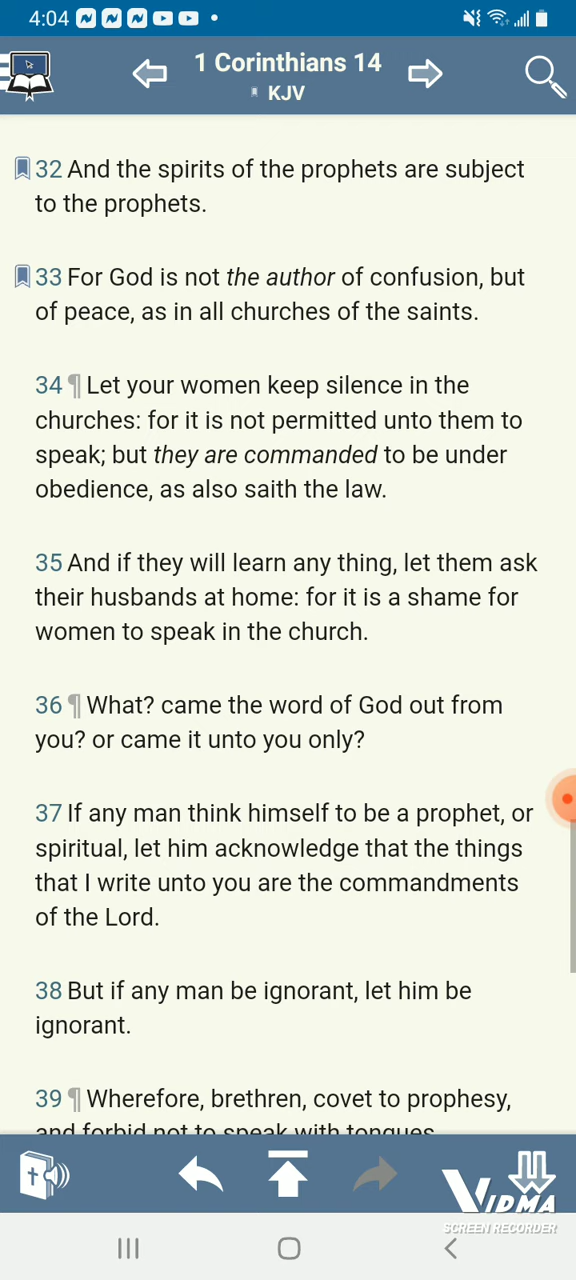 4:04
1 Corinthians 14
KJV
32 And the spirits of the prophets are subject
to the prophets.
33 For God is not the author of confusion, but
of peace, as in all churches of the saints.
34 ¶ Let your women keep silence in the
churches: for it is not permitted unto them to
speak; but they are commanded to be under
obedience, as also saith the law.
35 And if they will learn any thing, let them ask
their husbands at home: for it is a shame for
women to speak in the church.
36 ¶ What? came the word of God out from
you? or came it unto you only?
37 If any man think himself to be a prophet, or
spiritual, let him acknowledge that the things
that I write unto you are the commandments
of the Lord.
38 But if any man be ignorant, let him be
ignorant.
39 ¶ Wherefore, brethren, covet to prophesy,
and forbid not to speak with tongues
VIDMA
SCREEN RECORDER